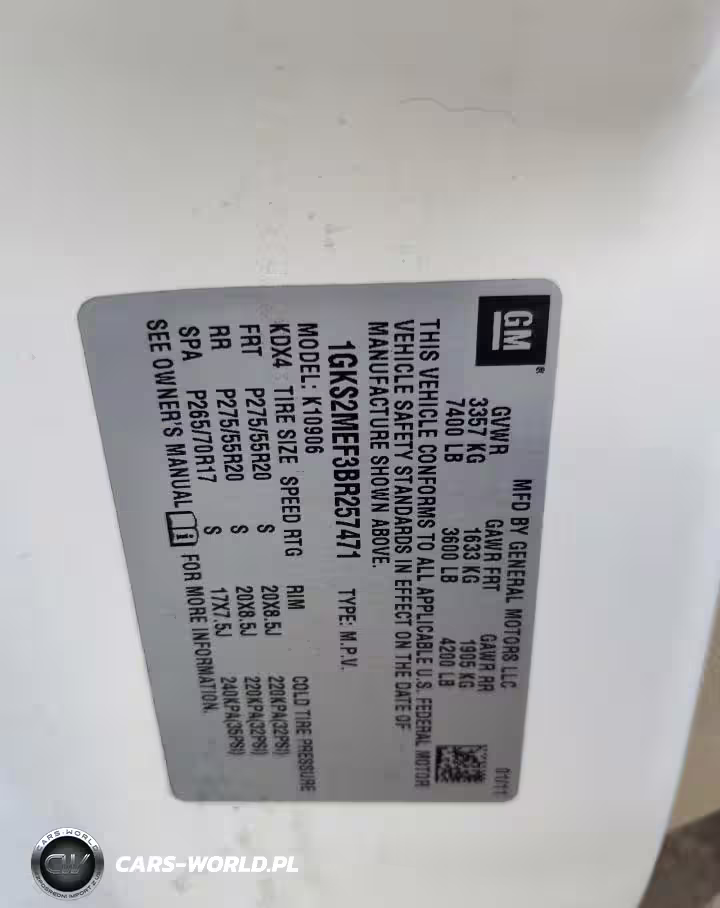 GM ®
MFD BY GENERAL MOTORS LLC 01/11
GVWR GAWR FRT GAWR RR
3357 KG 1633 KG 1905 KG
7400 LB 3600 LB 4200 LB
THIS VEHICLE CONFORMS TO ALL APPLICABLE U.S. FEDERAL MOTOR
VEHICLE SAFETY STANDARDS IN EFFECT ON THE DATE OF
MANUFACTURE SHOWN ABOVE.
1GKS2MEF3BR257471 TYPE: M.P.V.
MODEL: K10906
KDX4 TIRE SIZE SPEED RTG RIM COLD TIRE PRESSURE
FRT P275/55R20 S 20X8.5J 220KPA(32PSI)
RR P275/55R20 S 20X8.5J 220KPA(32PSI)
SPA P265/70R17 S 17X7.5J 240KPA(35PSI)
SEE OWNER'S MANUAL FOR MORE INFORMATION.
CARS-WORLD
CW
CARS-WORLD.PL